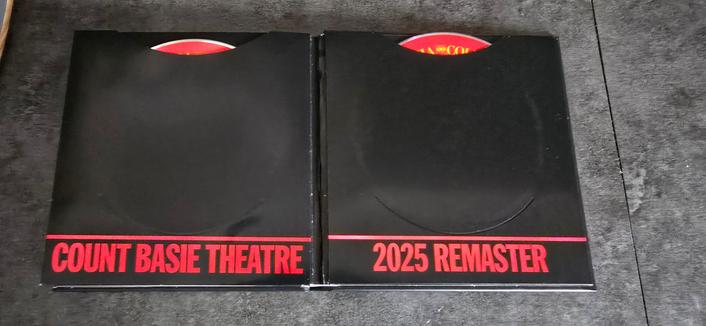 COUNT BASIE THEATRE
2025 REMASTER